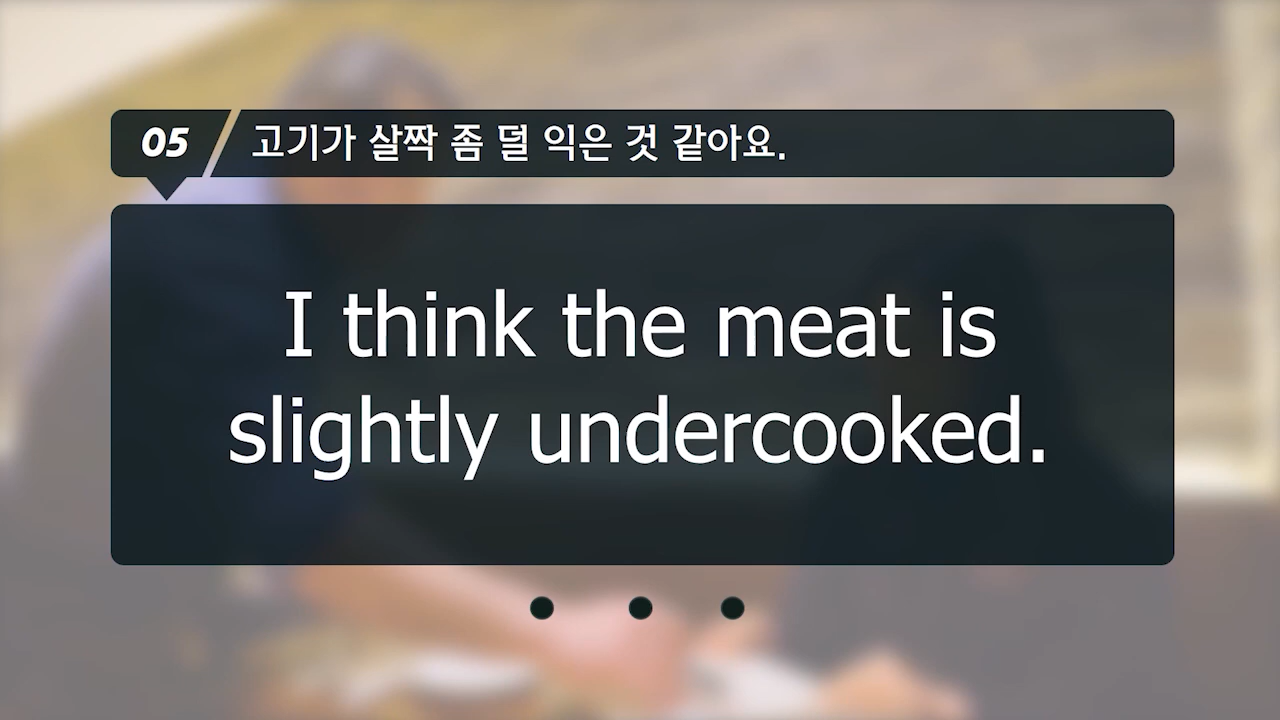 05 고기가 살짝 좀 덜 익은 것 같아요.
I think the meat is
slightly undercooked.